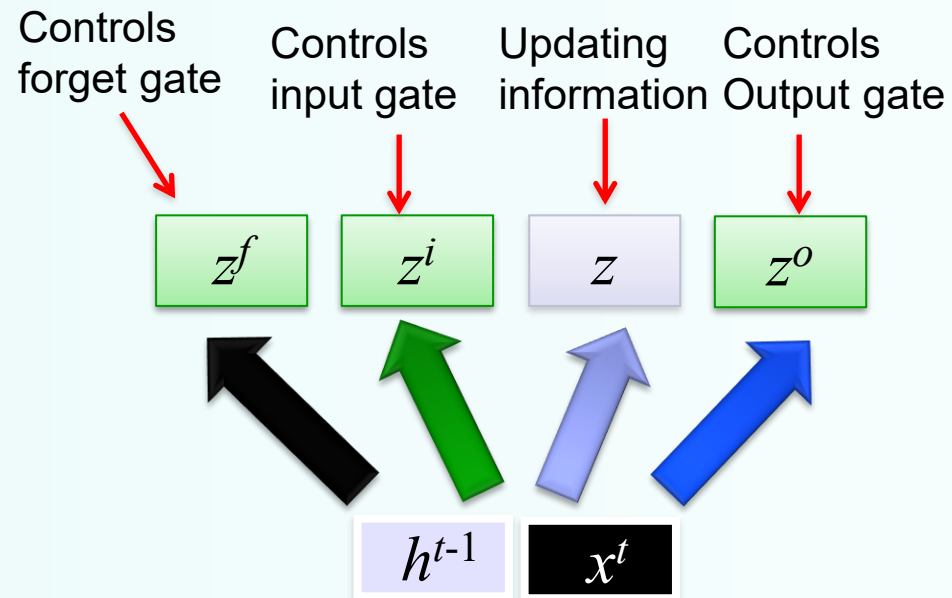 Controls
forget gate
Controls
input gate
Updating
information
Controls
Output gate
z^f
z^i
z
z^o
h^{t-1}
x^t